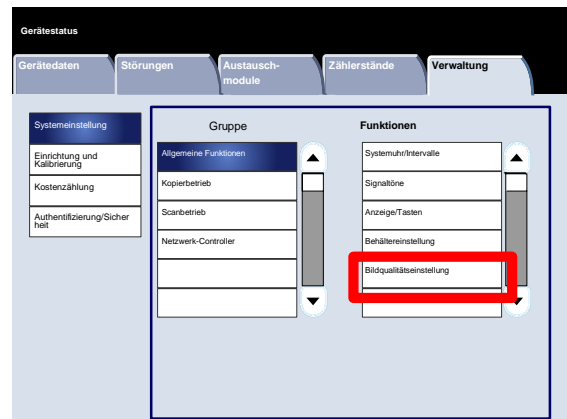 Gerätestatus
Gerätedaten
Störungen
Austausch-
module
Zählerstände
Verwaltung
Systemeinstellung
Einrichtung und
Kalibrierung
Kostenzählung
Authentifizierung/Sicher
heit
Gruppe
Allgemeine Funktionen
Kopierbetrieb
Scanbetrieb
Netzwerk-Controller
Funktionen
Systemuhr/Intervalle
Signaltöne
Anzeige/Tasten
Behältereinstellung
Bildqualitätseinstellung